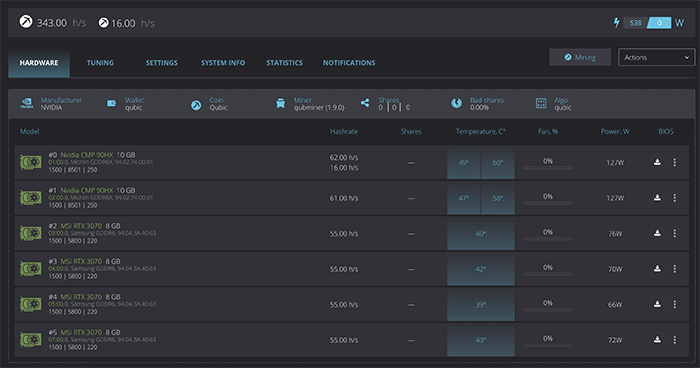 343.00 h/s 16.00 h/s 538 0 W
HARDWARE TUNING SETTINGS SYSTEM INFO STATISTICS NOTIFICATIONS Mining Actions
Manufacturer Wallet Coin Miner Shares Bad shares Algo
NVIDIA qubic Qubic qubminer (1.9.0) 0 | 0 | 0 0.00% qubic
Model Hashrate Shares Temperature, C° Fan, % Power, W BIOS
#0 Nvidia CMP 90HX 10 GB 62.00 h/s — 49° 60° 0% 127W
01:00.0, Micron GDDR6X, 94.02.74.00.01 16.00 h/s
1500 | 8501 | 250
#1 Nvidia CMP 90HX 10 GB 61.00 h/s — 47° 58° 0% 127W
02:00.0, Micron GDDR6X, 94.02.74.00.01
1500 | 8501 | 250
#2 MSI RTX 3070 8 GB 55.00 h/s — 40° 0% 76W
03:00.0, Samsung GDDR6, 94.04.3A.40.63
1500 | 5800 | 220
#3 MSI RTX 3070 8 GB 55.00 h/s — 42° 0% 70W
04:00.0, Samsung GDDR6, 94.04.3A.40.63
1500 | 5800 | 220
#4 MSI RTX 3070 8 GB 55.00 h/s — 39° 0% 66W
05:00.0, Samsung GDDR6, 94.04.3A.40.63
1500 | 5800 | 220
#5 MSI RTX 3070 8 GB 55.00 h/s — 43° 0% 72W
07:00.0, Samsung GDDR6, 94.04.3A.40.63
1500 | 5800 | 220